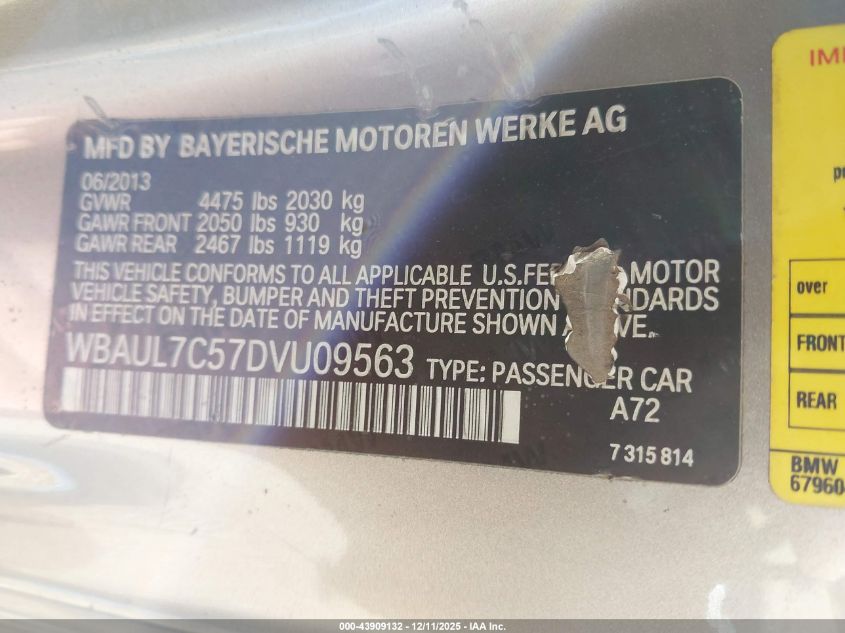 MFD BY BAYERISCHE MOTOREN WERKE AG
06/2013
GVWR 4475 lbs 2030 kg
GAWR FRONT 2050 lbs 930 kg
GAWR REAR 2467 lbs 1119 kg
THIS VEHICLE CONFORMS TO ALL APPLICABLE U.S.FE MOTOR
VEHICLE SAFETY, BUMPER AND THEFT PREVENTION NDARDS
IN EFFECT ON THE DATE OF MANUFACTURE SHOWN
WBAUL7C57DVU09563 TYPE: PASSENGER CAR
A72
7 315 814
over
FRONT
REAR
BMW
67960
000-43909132 - 12/11/2025 - IAA Inc.